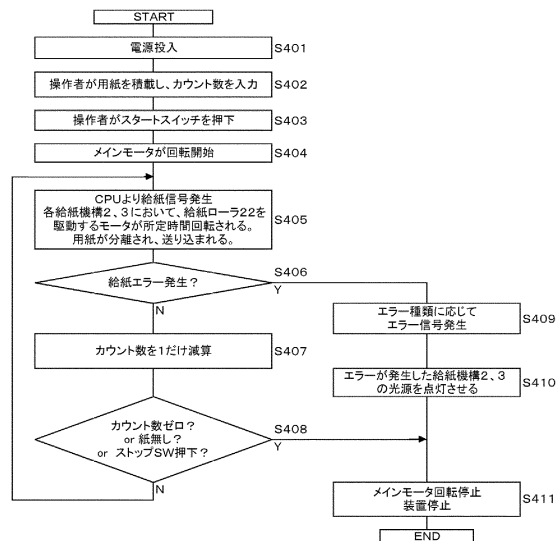 START
電源投入
S401
操作者が用紙を積載し、カウント数を入力
S402
操作者がスタートスイッチを押下
S403
メインモータが回転開始
S404
CPUより給紙信号発生
各給紙機構2、3において、給紙ローラ22を
駆動するモータが所定時間回転される。
用紙が分離され、送り込まれる。
S405
給紙エラー発生？
S406
Y
N
カウント数を1だけ減算
S407
エラー種類に応じて
エラー信号発生
S409
エラーが発生した給紙機構2、3
の光源を点灯させる
S410
カウント数ゼロ？
or 紙無し？
or ストップSW押下？
S408
Y
N
メインモータ回転停止
装置停止
S411
END